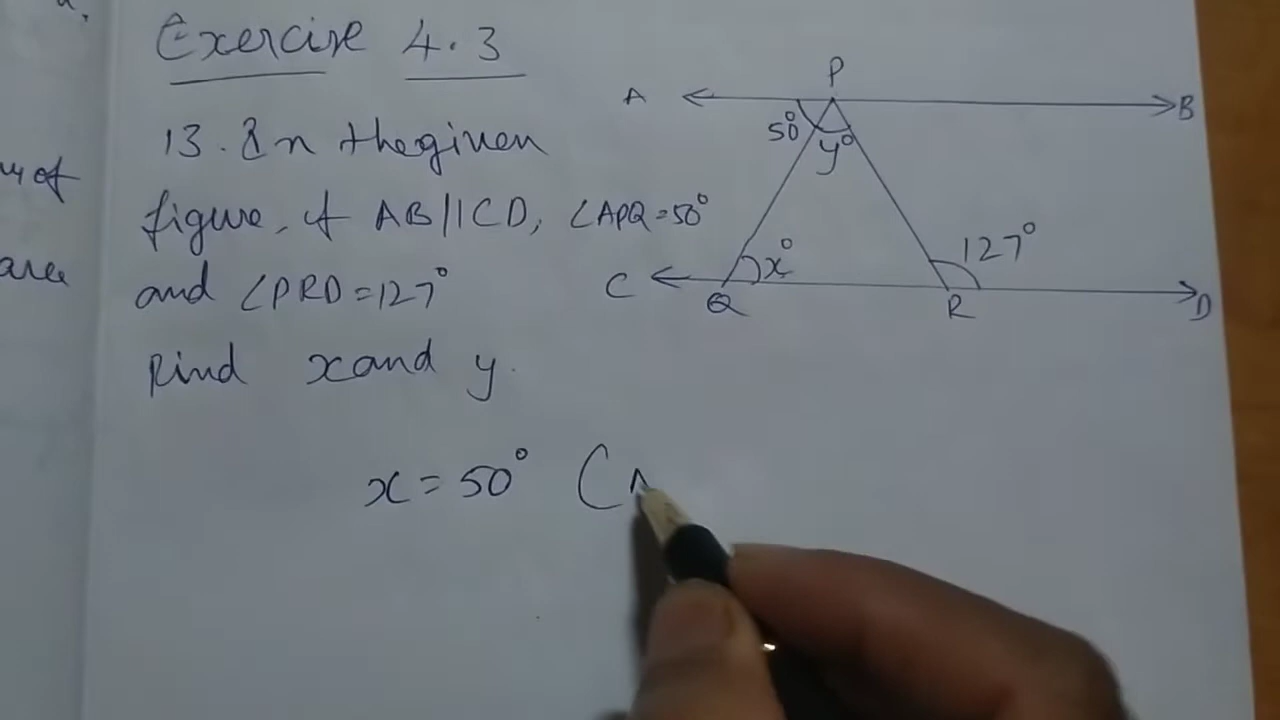 Exercise 4.3
13. In the given
figure, if AB//CD, ∠APQ=50°
and ∠PRD=127°
Find x and y.
A
P
B
50°
y°
x°
127°
C
Q
R
D
x=50° (
area